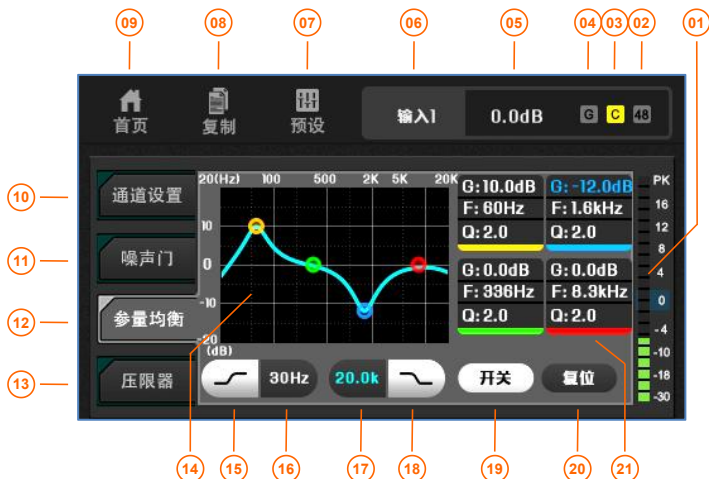 09 08 07 06 05 04 03 02 01
首页 复制 预设 输入1 0.0dB G C 48
20(Hz) 100 500 2K 5K 20K
10
0
-10
-20
(dB)
G:10.0dB G:-12.0dB
F:60Hz F:1.6kHz
Q:2.0 Q:2.0
G:0.0dB G:0.0dB
F:336Hz F:8.3kHz
Q:2.0 Q:2.0
PK
16
12
8
4
0
-4
-10
-18
-30
10 通道设置
11 噪声门
12 参量均衡
13 压限器
30Hz 20.0k 开关 复位
14 15 16 17 18 19 20 21